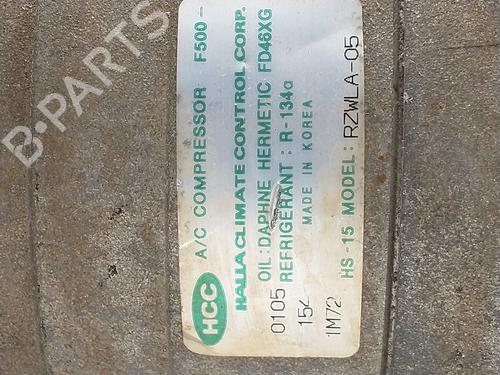 B-PARTS
HCC
A/C COMPRESSOR F500-
HALLA CLIMATE CONTROL CORP.
OIL: DAPHNE HERMETIC FD46XG
REFRIGERANT : R-134a
0105
MADE IN KOREA
154
HS-15 MODEL: RZWLA-05
1M72